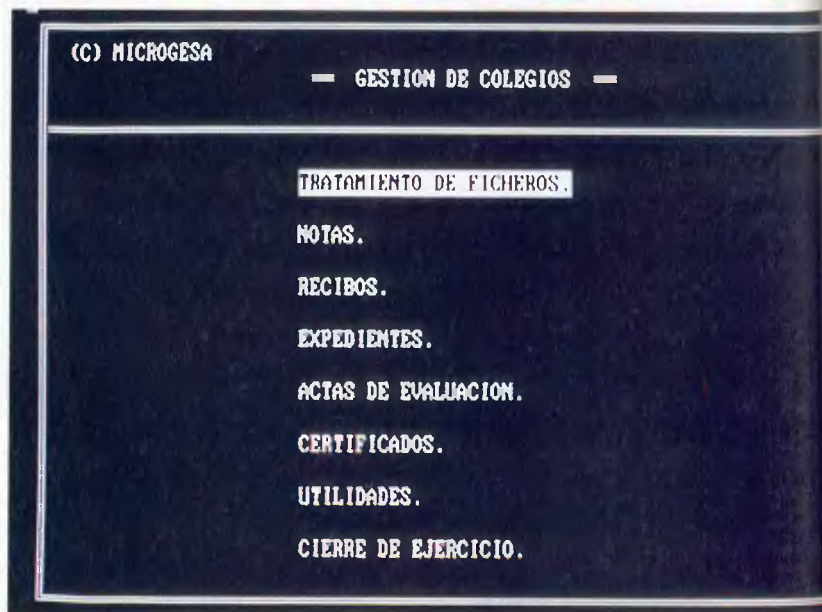 (C) MICROGESA
GESTION DE COLEGIOS
TRATAMIENTO DE FICHEROS.
NOTAS.
RECIBOS.
EXPEDIENTES.
ACTAS DE EVALUACION.
CERTIFICADOS.
UTILIDADES.
CIERRE DE EJERCICIO.